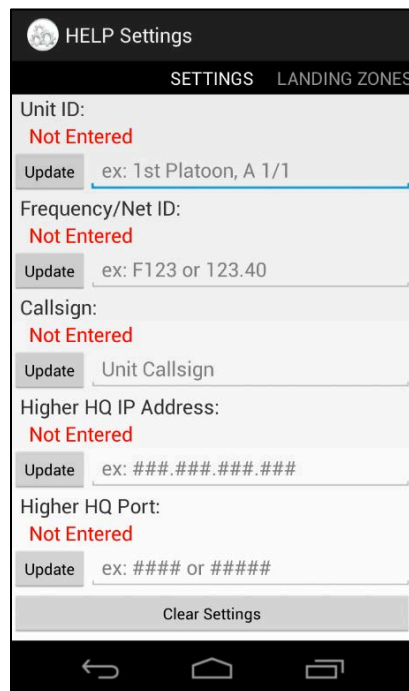 HELP Settings
SETTINGS LANDING ZONES
Unit ID:
Not Entered
Update ex: 1st Platoon, A 1/1
Frequency/Net ID:
Not Entered
Update ex: F123 or 123.40
Callsign:
Not Entered
Update Unit Callsign
Higher HQ IP Address:
Not Entered
Update ex: ###.###.###.###
Higher HQ Port:
Not Entered
Update ex: #### or #####
Clear Settings